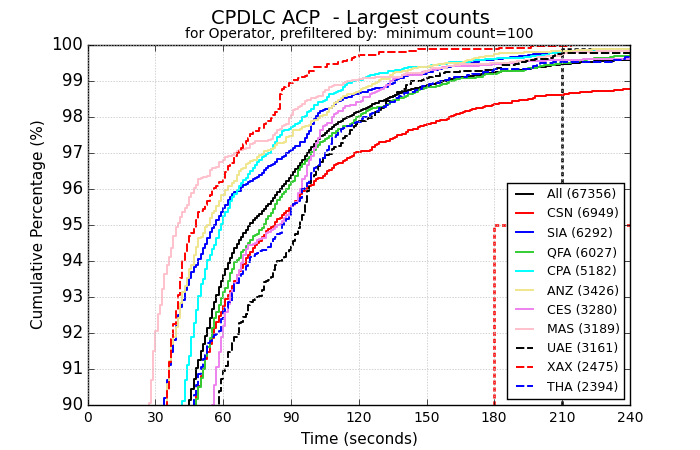 CPDLC ACP - Largest counts
for Operator, prefiltered by: minimum count=100
Cumulative Percentage (%)
100
99
98
97
96
95
94
93
92
91
90
0 30 60 90 120 150 180 210 240
Time (seconds)
All (67356)
CSN (6949)
SIA (6292)
QFA (6027)
CPA (5182)
ANZ (3426)
CES (3280)
MAS (3189)
UAE (3161)
XAX (2475)
THA (2394)